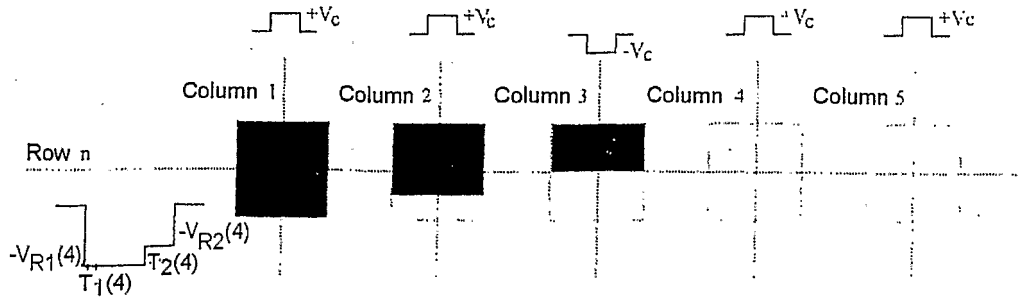 +Vc +Vc -Vc +Vc +Vc
Column 1 Column 2 Column 3 Column 4 Column 5
Row n
-VR1(4) T1(4) T2(4) -VR2(4)